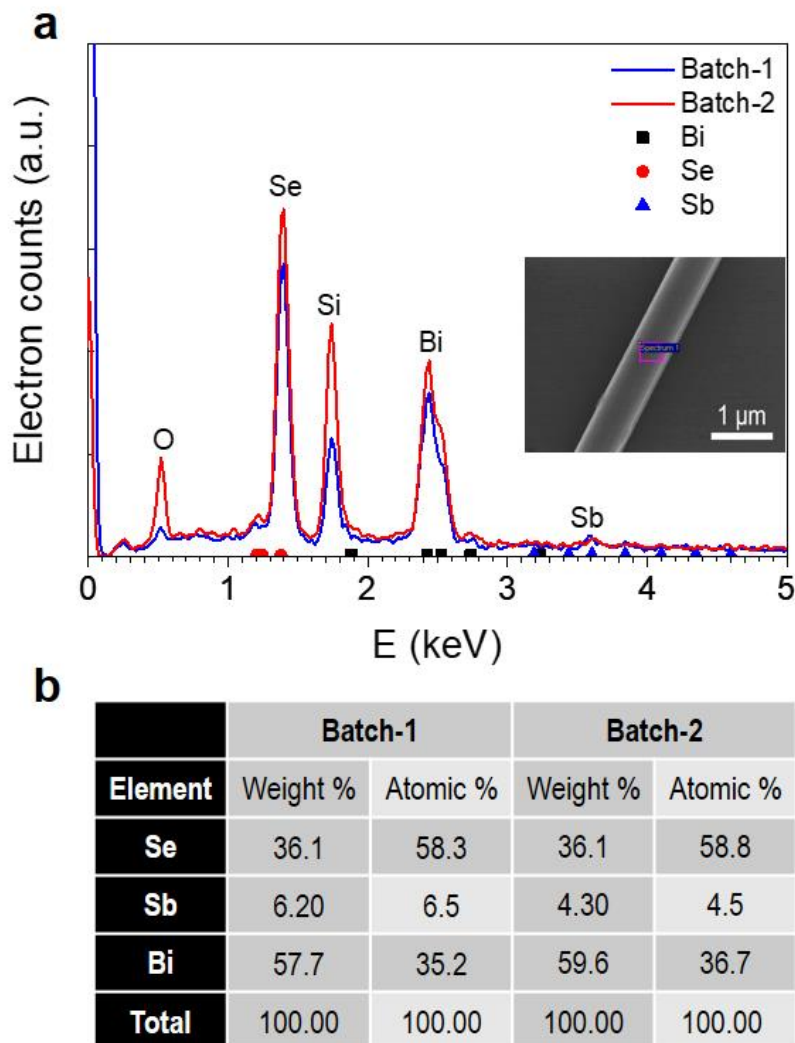 a
Electron counts (a.u.)
Batch-1
Batch-2
Bi
Se
Sb
Se
Si
Bi
O
Sb
Spectrum 1
1 µm
0 1 2 3 4 5
E (keV)
b
Batch-1 Batch-2
Element Weight % Atomic % Weight % Atomic %
Se 36.1 58.3 36.1 58.8
Sb 6.20 6.5 4.30 4.5
Bi 57.7 35.2 59.6 36.7
Total 100.00 100.00 100.00 100.00